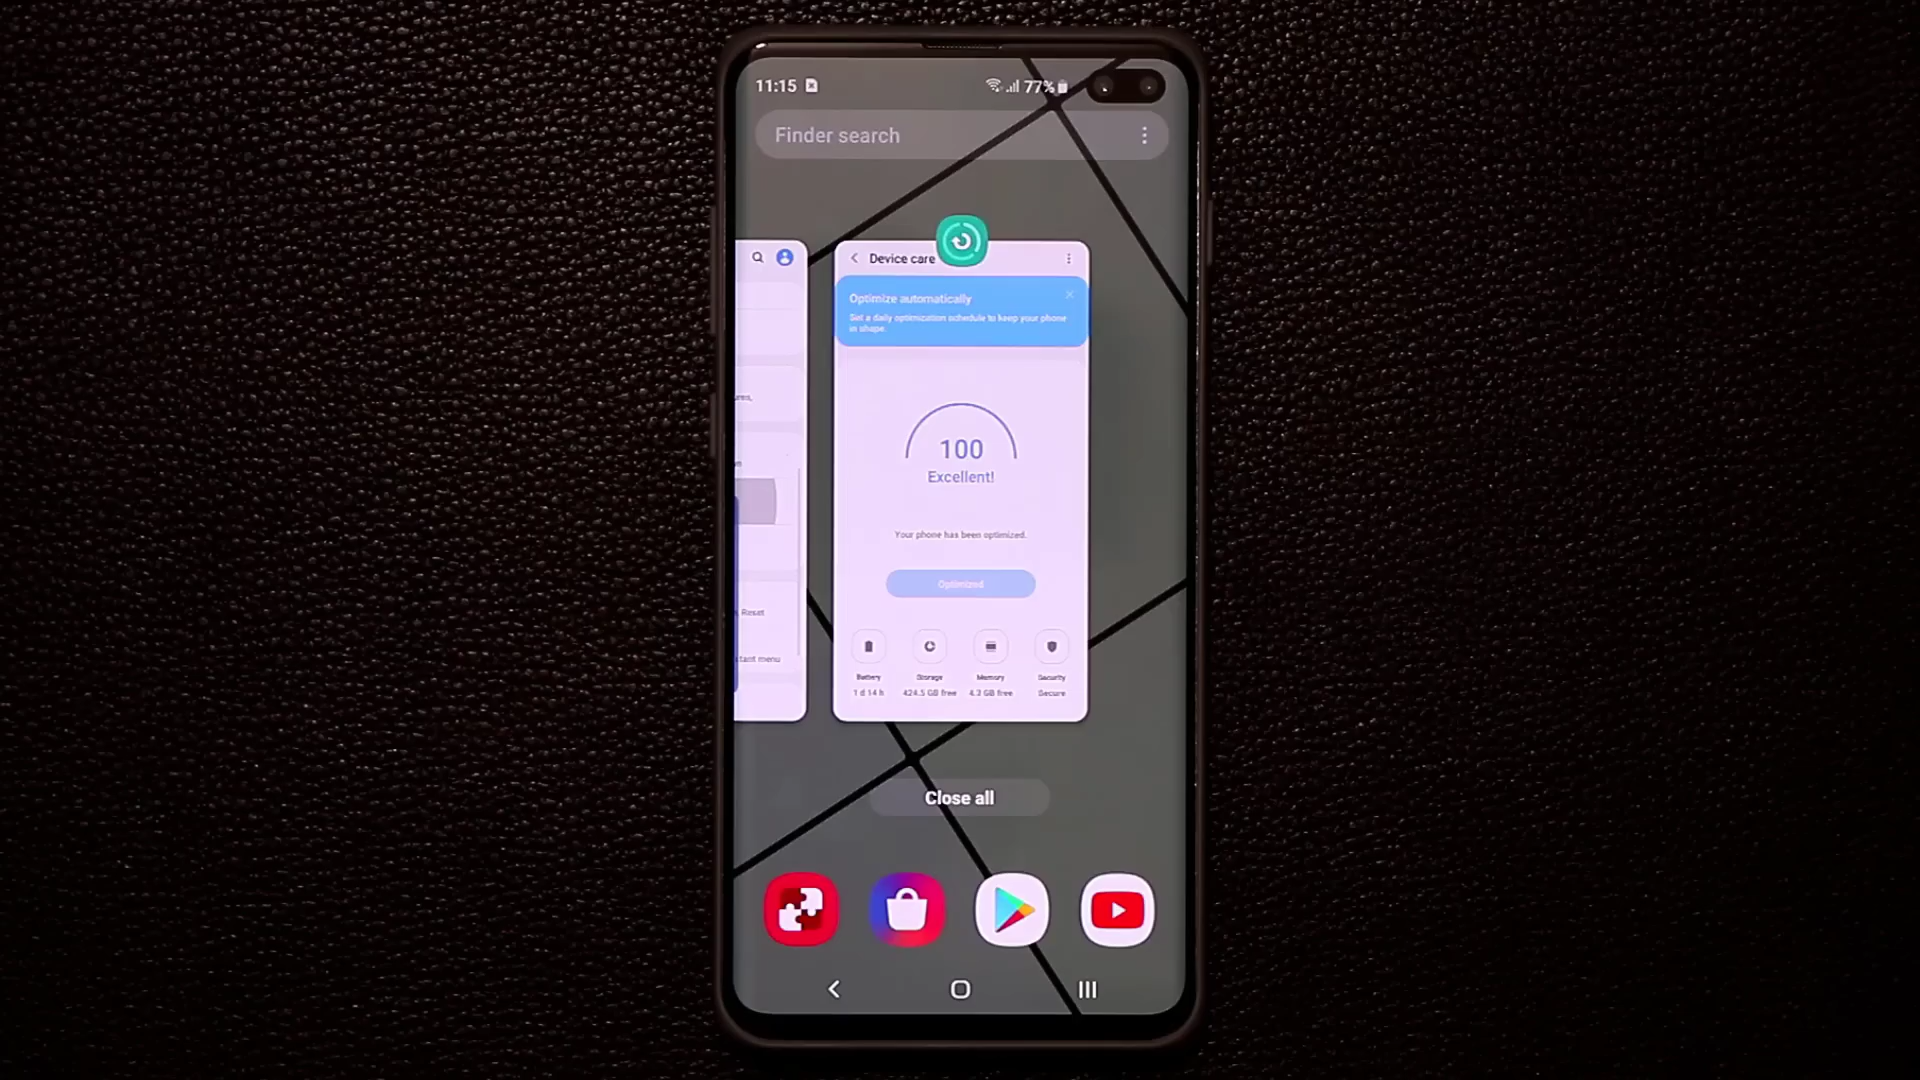 11:15 77%
Finder search
Device care
Optimize automatically
Set a daily optimization schedule to keep your phone
in shape
100
Excellent!
Your phone has been optimized.
Optimized
Battery Storage Memory Security
1 d 14 h 424.5 GB free 4.3 GB free Secure
Reset
menu
Close all